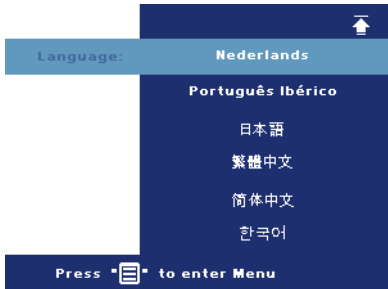 Language: Nederlands
Português Ibérico
日本語
繁體中文
简体中文
한국어
Press "" to enter Menu